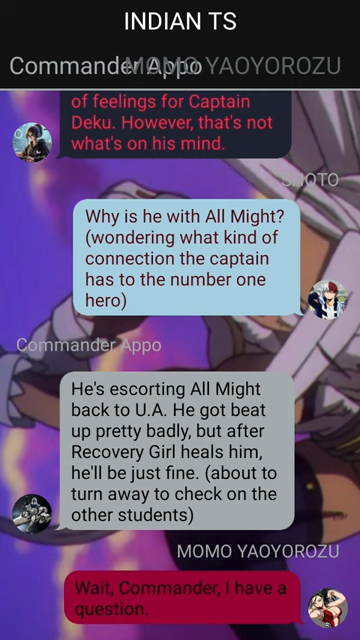 INDIAN TS
Commander Appo
MOMO YAOYOROZU
of feelings for Captain
Deku. However, that's not
what's on his mind.
SHOTO
Why is he with All Might?
(wondering what kind of
connection the captain
has to the number one
hero)
Commander Appo
He's escorting All Might
back to U.A. He got beat
up pretty badly, but after
Recovery Girl heals him,
he'll be just fine. (about to
turn away to check on the
other students)
MOMO YAOYOROZU
Wait, Commander, I have a
question.